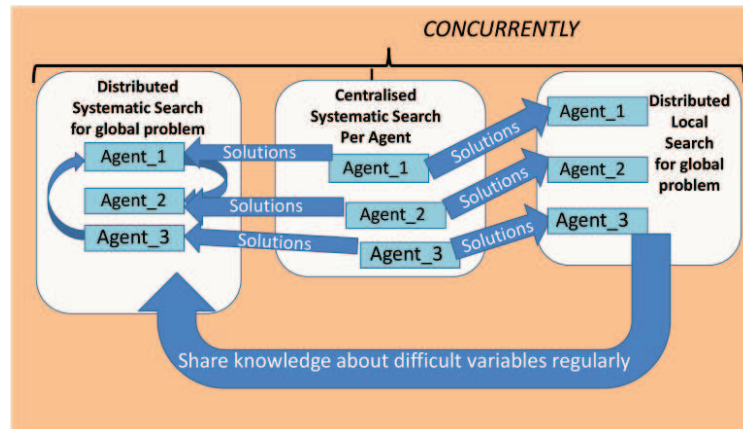 CONCURRENTLY
Distributed
Systematic Search
for global problem
Agent_1
Agent_2
Agent_3
Solutions
Solutions
Solutions
Centralised
Systematic Search
Per Agent
Agent_1
Agent_2
Agent_3
Solutions
Solutions
Solutions
Agent_1
Agent_2
Agent_3
Distributed
Local
Search
for global
problem
Share knowledge about difficult variables regularly